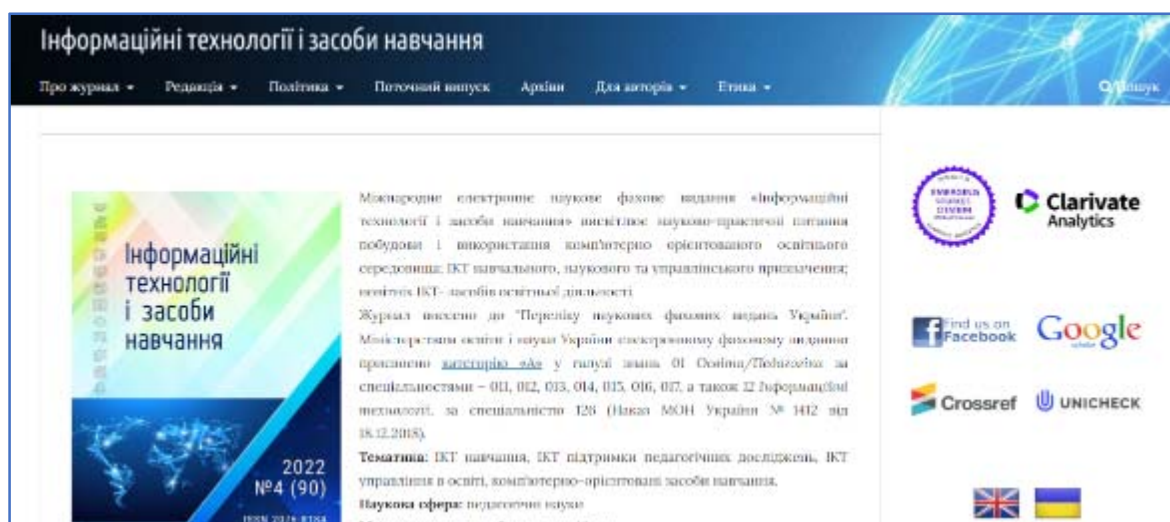 Інформаційні технології і засоби навчання
Про журнал Редакція Політика Поточний випуск Архіви Для авторів Етика Пошук
Інформаційні
технології
і засоби
навчання
2022
№4 (90)
Міжнародне електронне наукове фахове видання «Інформаційні
технології і засоби навчання» висвітлює науково-практичні питання
побудови і використання комп'ютерно орієнтованого освітнього
середовища: ІКТ навчального, наукового та управлінського призначення;
новітніх ІКТ- засобів освітньої діяльності.
Журнал внесено до "Переліку наукових фахових видань України".
Міністерством освіти і науки України електронному фаховому виданню
присвоєно категорію «А» у галузі знань 01 Освіта/Педагогіка за
спеціальностями – 011, 012, 013, 014, 015, 016, 017, а також 12 Інформаційні
технології, за спеціальністю 126 (Наказ МОН України № 1412 від
18.12.2018).
Тематика: ІКТ навчання, ІКТ підтримки педагогічних досліджень, ІКТ
управління в освіті, комп'ютерно-орієнтовані засоби навчання.
Наукова сфера: педагогічні науки
EMERGING
SOURCES
Clarivate
Analytics
Find us on
Facebook
Google
Crossref
UNICHECK